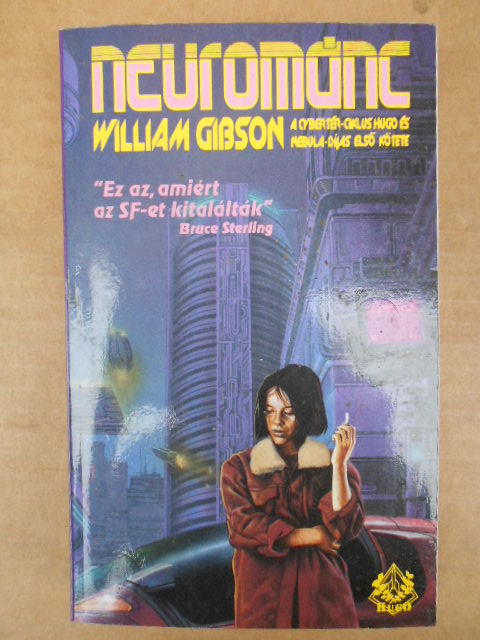 neurománc
WILLIAM GIBSON
A CYBERTÉR-CIKLUS HUGO ÉS
NEBULA-DÍJAS ELSŐ KÖTETE
"Ez az, amiért
az SF-et kitalálták"
Bruce Sterling
HUGO